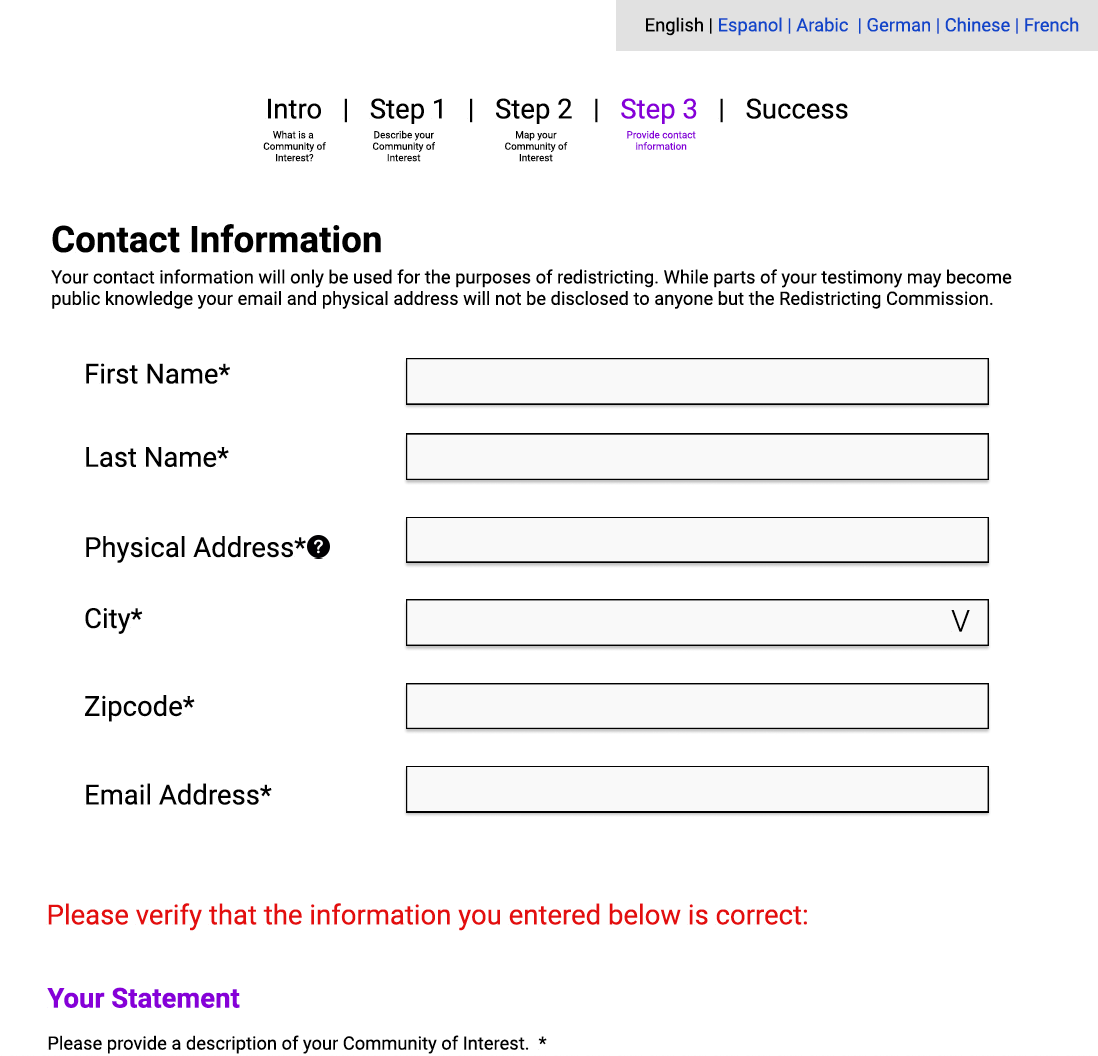 English | Espanol | Arabic | German | Chinese | French
Intro | Step 1 | Step 2 | Step 3 | Success
What is a Community of Interest?
Describe your Community of Interest
Map your Community of Interest
Provide contact information
Contact Information
Your contact information will only be used for the purposes of redistricting. While parts of your testimony may become
public knowledge your email and physical address will not be disclosed to anyone but the Redistricting Commission.
First Name*
Last Name*
Physical Address*?
City* V
Zipcode*
Email Address*
Please verify that the information you entered below is correct:
Your Statement
Please provide a description of your Community of Interest. *